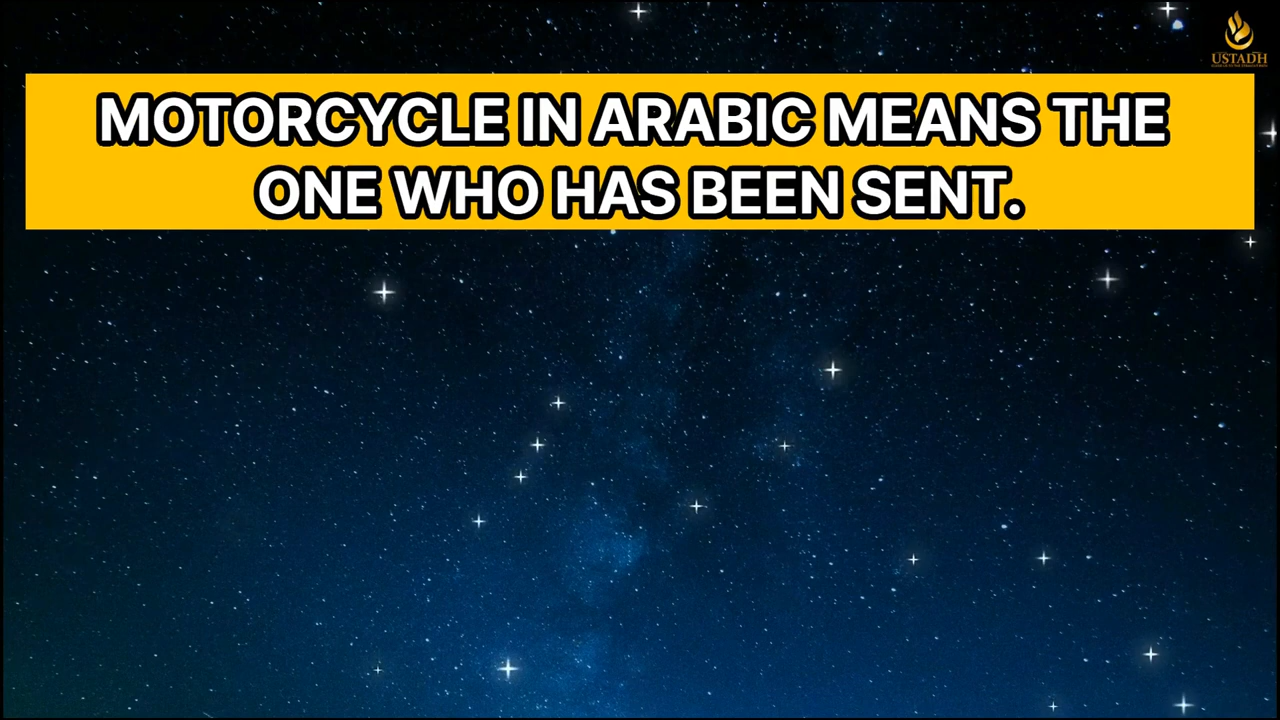 USTADH
MOTORCYCLE IN ARABIC MEANS THE
ONE WHO HAS BEEN SENT.